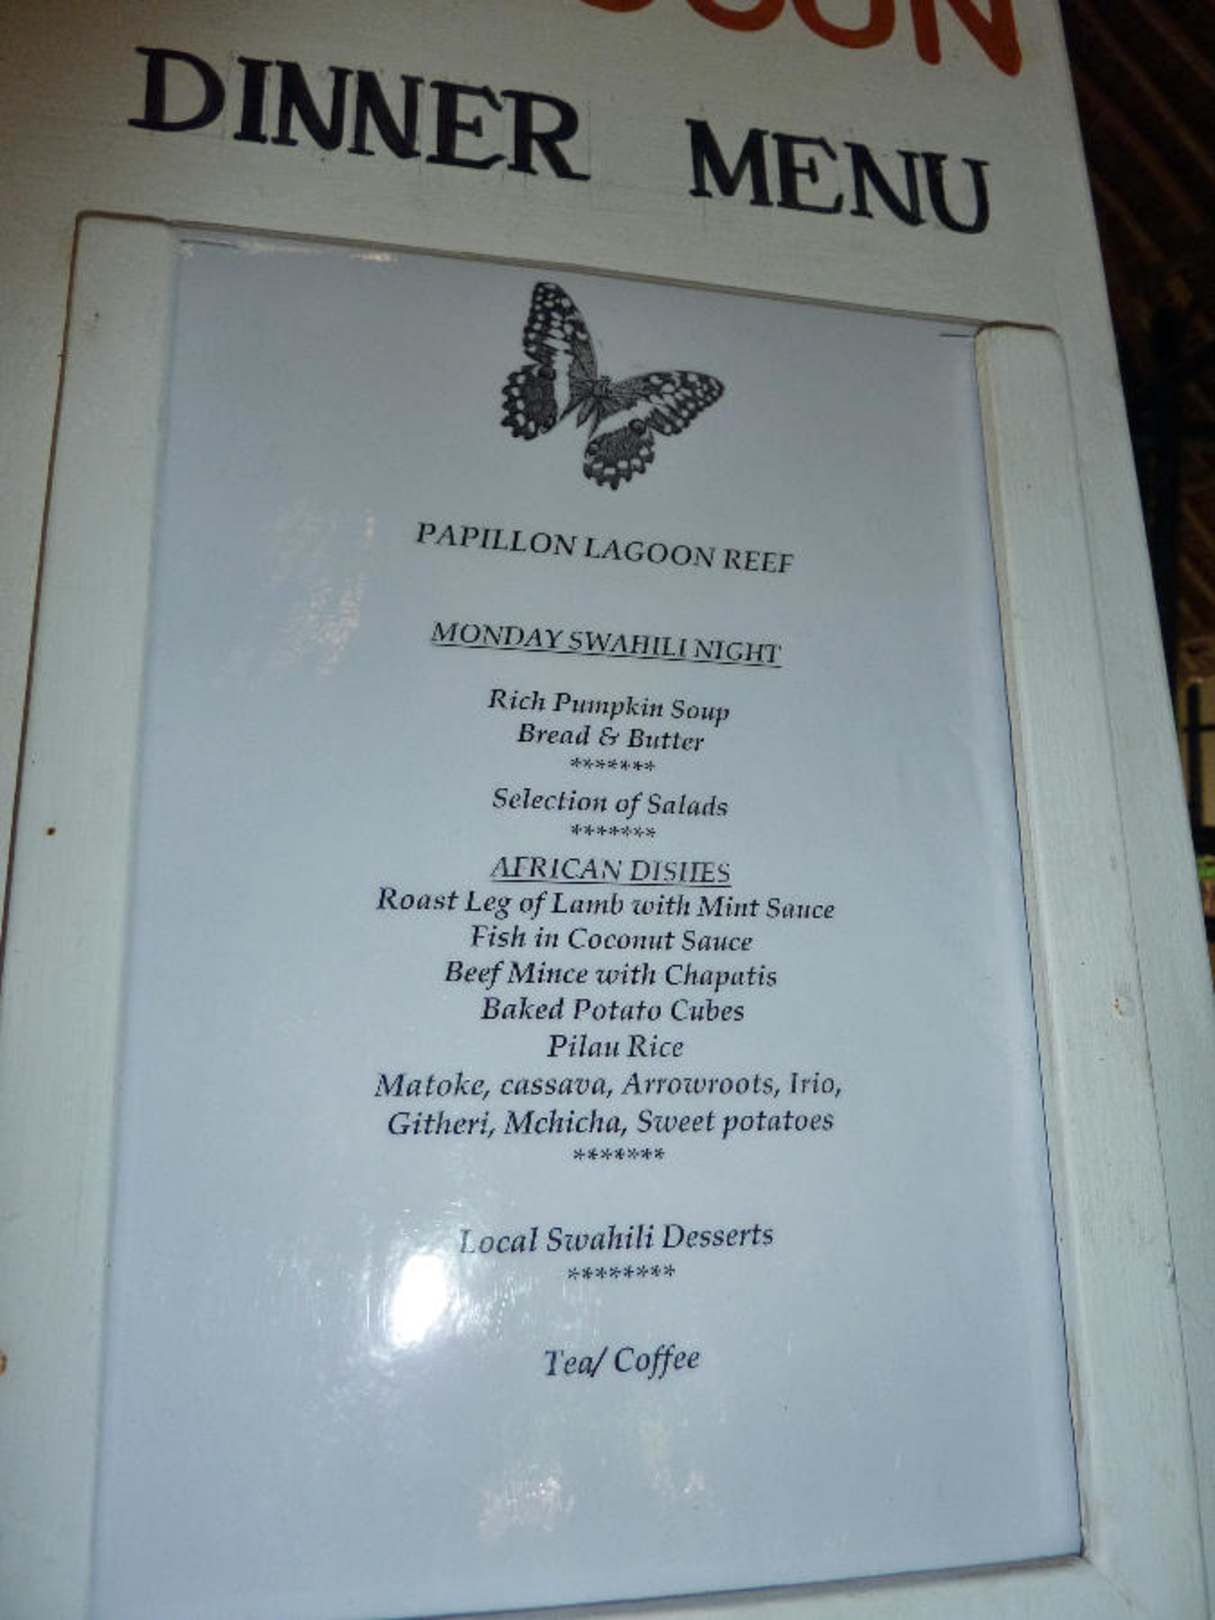 DINNER MENU
PAPILLON LAGOON REEF
MONDAY SWAHILI NIGHT
Rich Pumpkin Soup
Bread & Butter
*******
Selection of Salads
*******
AFRICAN DISHES
Roast Leg of Lamb with Mint Sauce
Fish in Coconut Sauce
Beef Mince with Chapatis
Baked Potato Cubes
Pilau Rice
Matoke, cassava, Arrowroots, Irio,
Githeri, Mchicha, Sweet potatoes
*******
Local Swahili Desserts
********
Tea/ Coffee